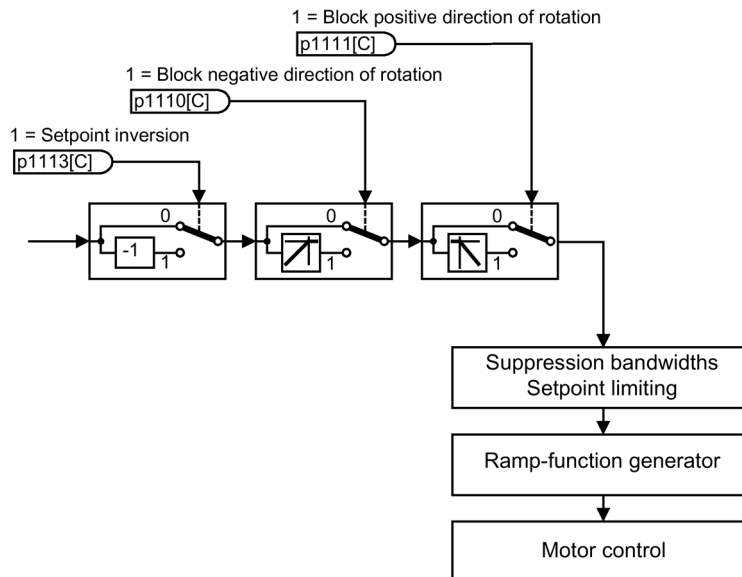 1 = Block positive direction of rotation
p1111[C]
1 = Block negative direction of rotation
p1110[C]
1 = Setpoint inversion
p1113[C]
0
-1
1
0
1
0
1
Suppression bandwidths
Setpoint limiting
Ramp-function generator
Motor control